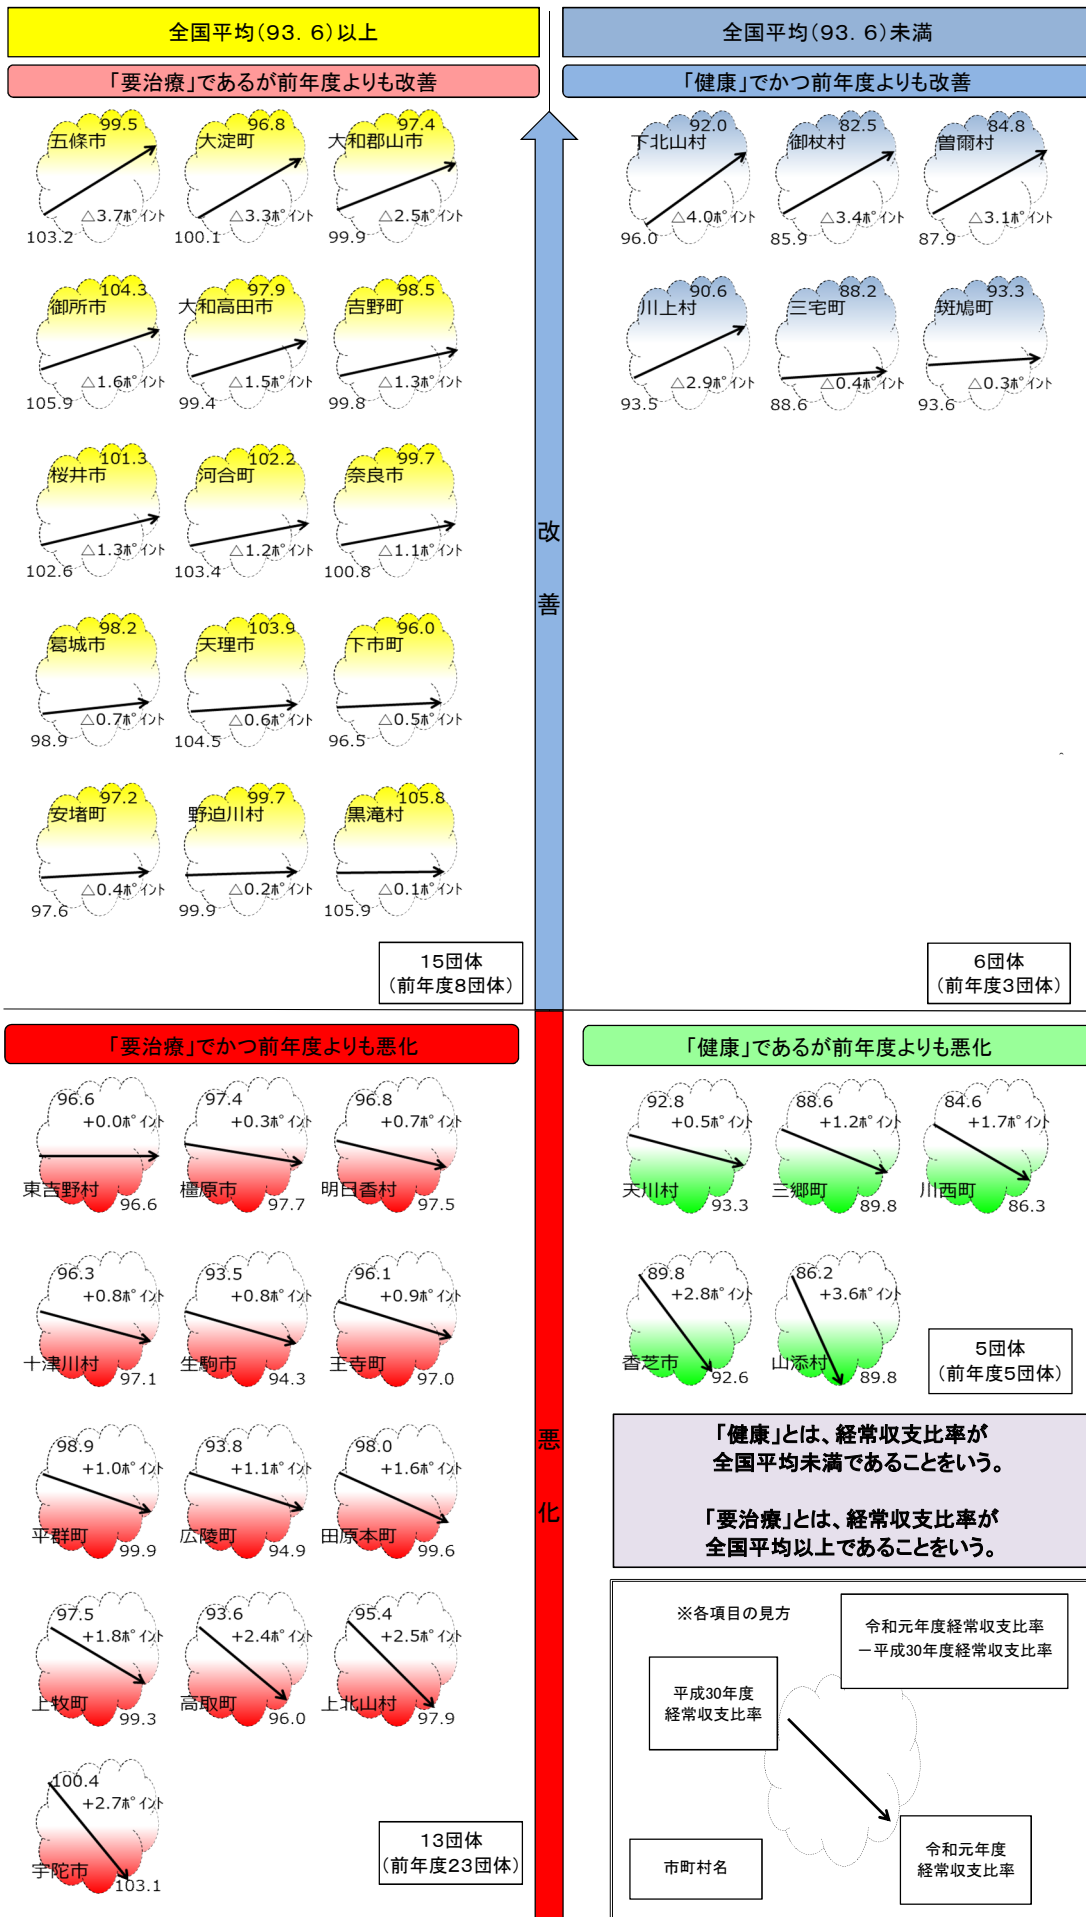 全国平均(93．6)以上
全国平均(93．6)未満
「要治療」であるが前年度よりも改善
「健康」でかつ前年度よりも改善
99.5
五條市
△3.7ﾎﾟｲﾝﾄ
103.2
96.8
大淀町
△3.3ﾎﾟｲﾝﾄ
100.1
97.4
大和郡山市
△2.5ﾎﾟｲﾝﾄ
99.9
92.0
下北山村
△4.0ﾎﾟｲﾝﾄ
96.0
82.5
御杖村
△3.4ﾎﾟｲﾝﾄ
85.9
84.8
曽爾村
△3.1ﾎﾟｲﾝﾄ
87.9
104.3
御所市
△1.6ﾎﾟｲﾝﾄ
105.9
97.9
大和高田市
△1.5ﾎﾟｲﾝﾄ
99.4
98.5
吉野町
△1.3ﾎﾟｲﾝﾄ
99.8
90.6
川上村
△2.9ﾎﾟｲﾝﾄ
93.5
88.2
三宅町
△0.4ﾎﾟｲﾝﾄ
88.6
93.3
斑鳩町
△0.3ﾎﾟｲﾝﾄ
93.6
101.3
桜井市
△1.3ﾎﾟｲﾝﾄ
102.6
102.2
河合町
△1.2ﾎﾟｲﾝﾄ
103.4
99.7
奈良市
△1.1ﾎﾟｲﾝﾄ
100.8
改
善
98.2
葛城市
△0.7ﾎﾟｲﾝﾄ
98.9
103.9
天理市
△0.6ﾎﾟｲﾝﾄ
104.5
96.0
下市町
△0.5ﾎﾟｲﾝﾄ
96.5
97.2
安堵町
△0.4ﾎﾟｲﾝﾄ
97.6
99.7
野迫川村
△0.2ﾎﾟｲﾝﾄ
99.9
105.8
黒滝村
△0.1ﾎﾟｲﾝﾄ
105.9
15団体
(前年度8団体)
6団体
(前年度3団体)
「要治療」でかつ前年度よりも悪化
「健康」であるが前年度よりも悪化
96.6
+0.0ﾎﾟｲﾝﾄ
東吉野村
96.6
97.4
+0.3ﾎﾟｲﾝﾄ
橿原市
97.7
96.8
+0.7ﾎﾟｲﾝﾄ
明日香村
97.5
92.8
+0.5ﾎﾟｲﾝﾄ
天川村
93.3
88.6
+1.2ﾎﾟｲﾝﾄ
三郷町
89.8
84.6
+1.7ﾎﾟｲﾝﾄ
川西町
86.3
96.3
+0.8ﾎﾟｲﾝﾄ
十津川村
97.1
93.5
+0.8ﾎﾟｲﾝﾄ
生駒市
94.3
96.1
+0.9ﾎﾟｲﾝﾄ
王寺町
97.0
89.8
+2.8ﾎﾟｲﾝﾄ
香芝市
92.6
86.2
+3.6ﾎﾟｲﾝﾄ
山添村
89.8
5団体
(前年度5団体)
悪
化
98.9
+1.0ﾎﾟｲﾝﾄ
平群町
99.9
93.8
+1.1ﾎﾟｲﾝﾄ
広陵町
94.9
98.0
+1.6ﾎﾟｲﾝﾄ
田原本町
99.6
「健康」とは、経常収支比率が
全国平均未満であることをいう。
「要治療」とは、経常収支比率が
全国平均以上であることをいう。
97.5
+1.8ﾎﾟｲﾝﾄ
上牧町
99.3
93.6
+2.4ﾎﾟｲﾝﾄ
高取町
96.0
95.4
+2.5ﾎﾟｲﾝﾄ
上北山村
97.9
100.4
+2.7ﾎﾟｲﾝﾄ
宇陀市
103.1
13団体
(前年度23団体)
※各項目の見方
令和元年度経常収支比率
－平成30年度経常収支比率
平成30年度
経常収支比率
市町村名
令和元年度
経常収支比率